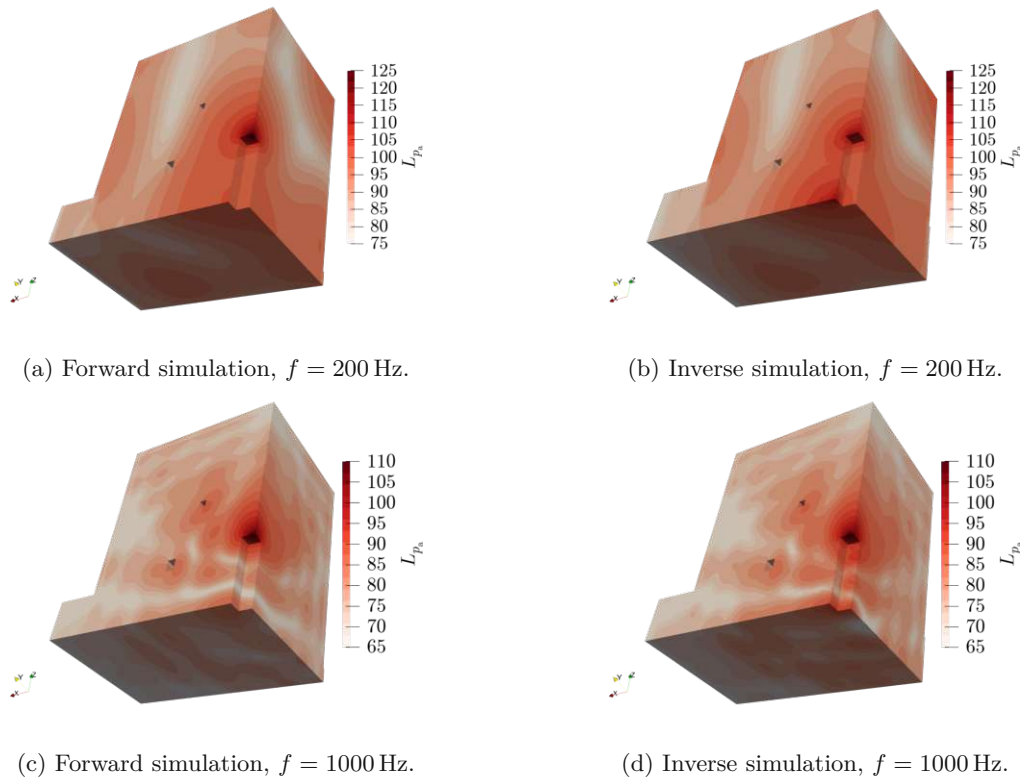 125
120
115
110
105
100
95
90
85
80
75
L_{p_a}
Y Z
X
125
120
115
110
105
100
95
90
85
80
75
L_{p_a}
Y Z
X
(a) Forward simulation, f = 200 Hz.
(b) Inverse simulation, f = 200 Hz.
110
105
100
95
90
85
80
75
70
65
L_{p_a}
Y Z
X
110
105
100
95
90
85
80
75
70
65
L_{p_a}
Y Z
X
(c) Forward simulation, f = 1000 Hz.
(d) Inverse simulation, f = 1000 Hz.